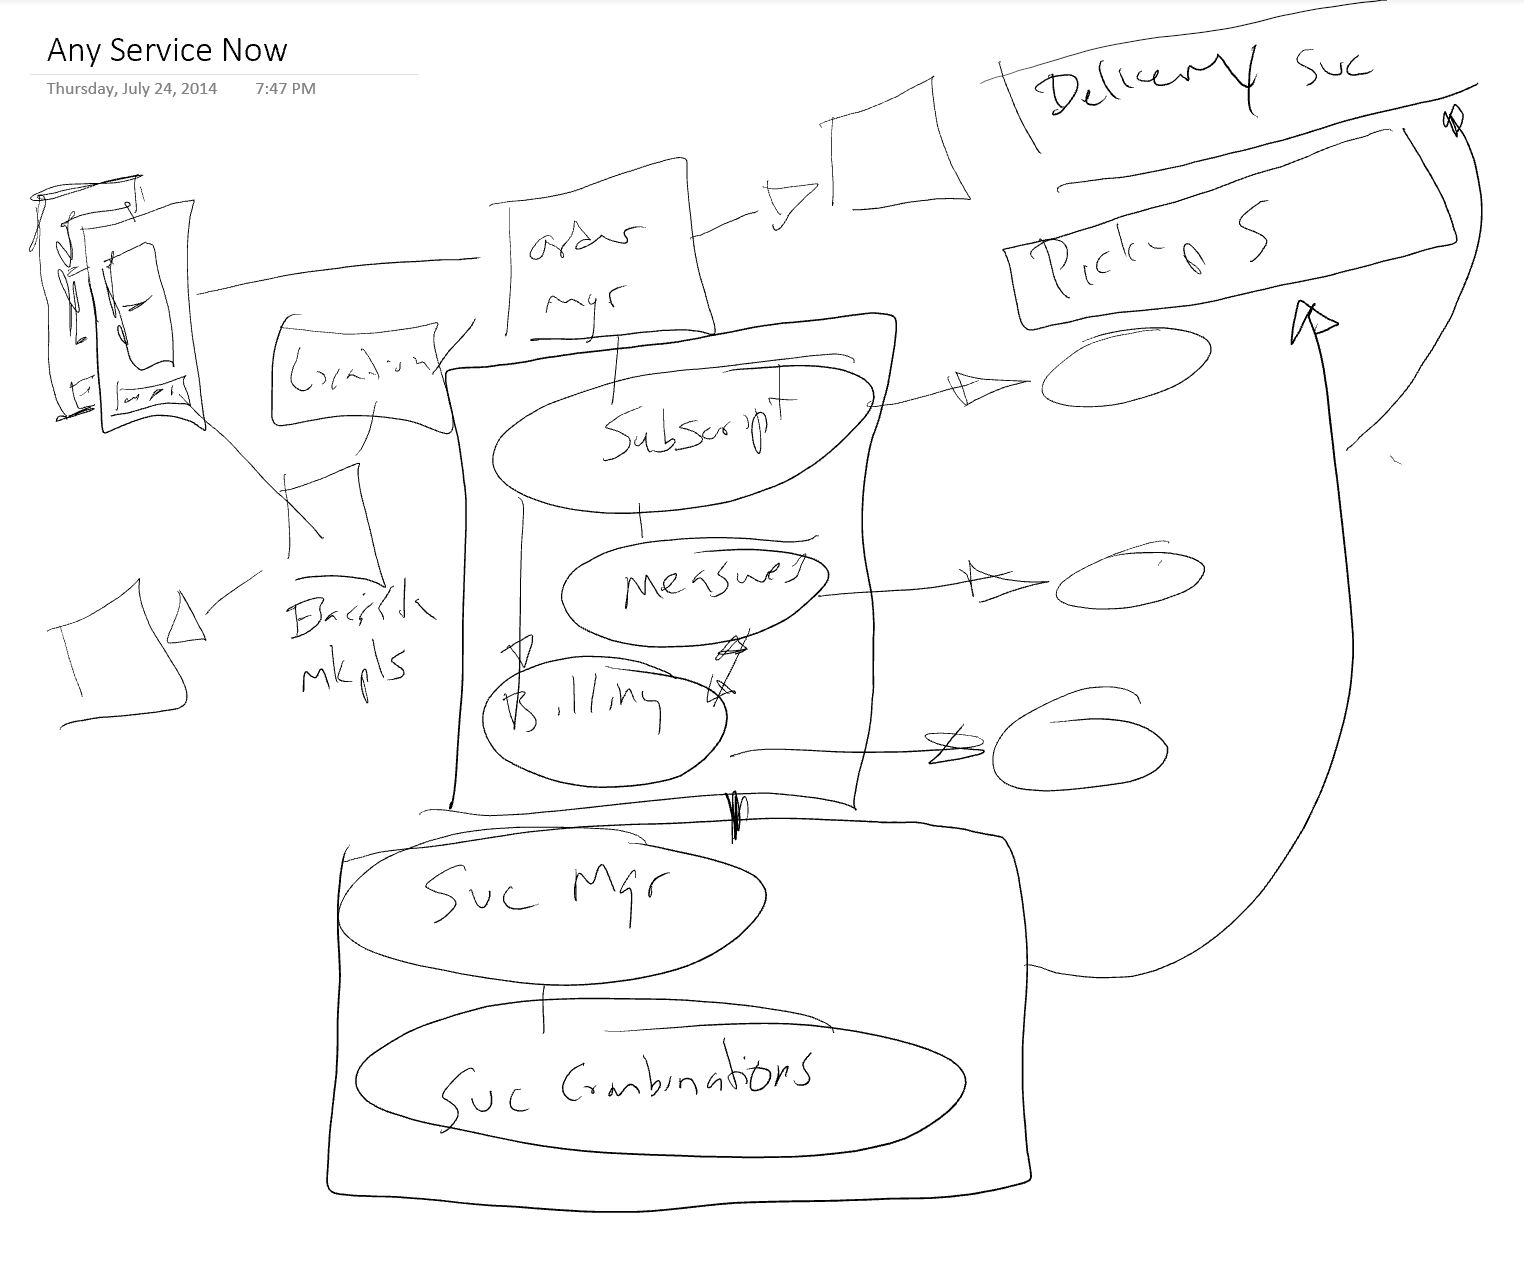 Any Service Now
Thursday, July 24, 2014 7:47 PM
Delivery Svc
Pickup S
order
mgr
Location
Subscript
Measures
Billing
mkpls
Svc Mgr
Svc Combinations